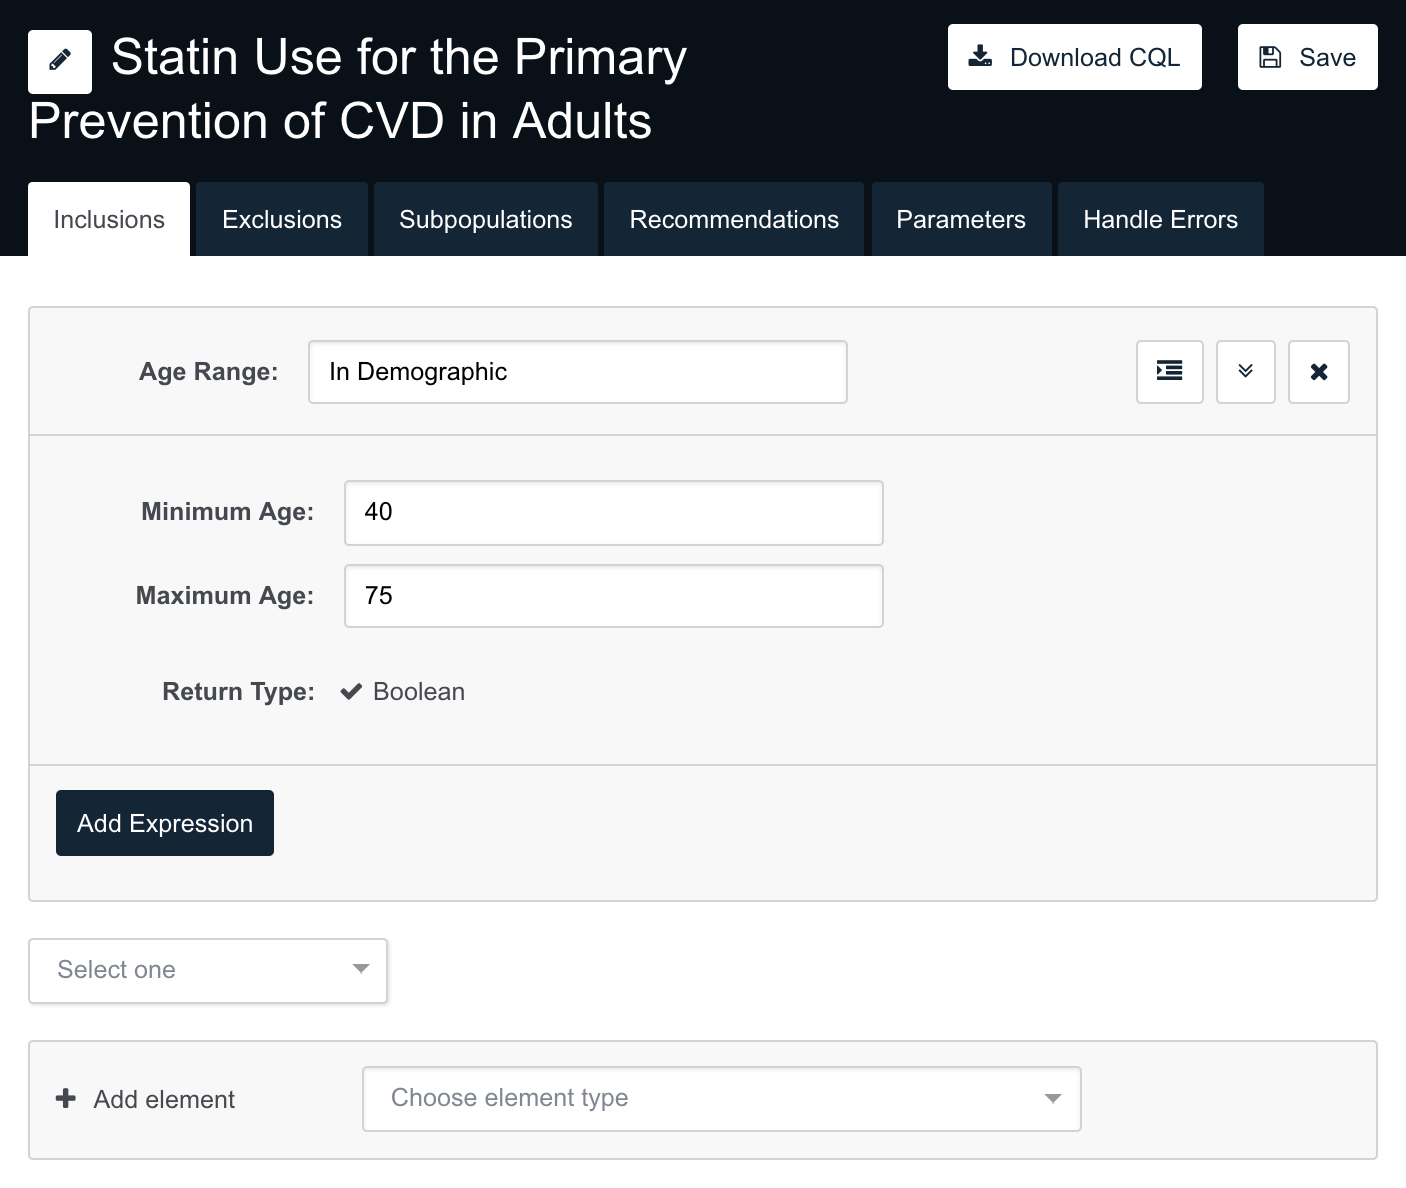 Statin Use for the Primary
Prevention of CVD in Adults
Download CQL
Save
Inclusions
Exclusions
Subpopulations
Recommendations
Parameters
Handle Errors
Age Range:
In Demographic
Minimum Age:
40
Maximum Age:
75
Return Type:
Boolean
Add Expression
Select one
Add element
Choose element type